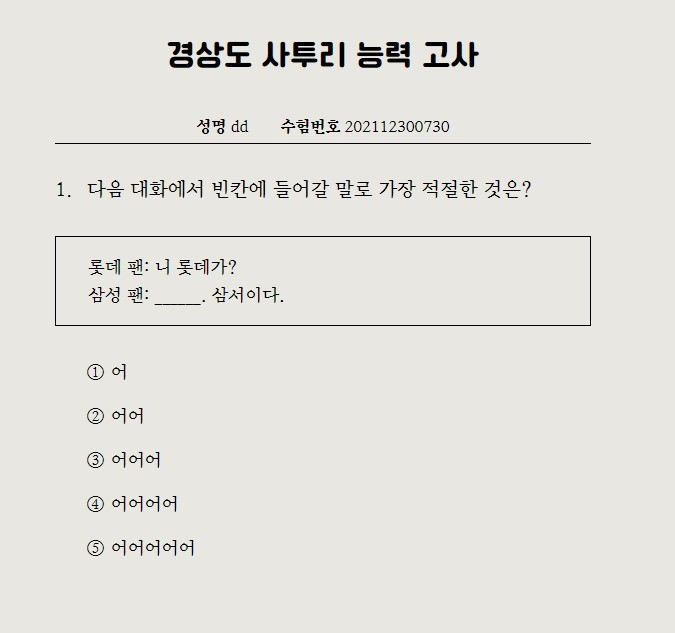 경상도 사투리 능력 고사
성명 dd 수험번호 202112300730
1. 다음 대화에서 빈칸에 들어갈 말로 가장 적절한 것은?
롯데 팬: 니 롯데가?
삼성 팬: ______. 삼서이다.
① 어
② 어어
③ 어어어
④ 어어어어
⑤ 어어어어어